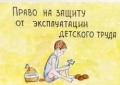 Право на защиту
от эксплуатации
детского труда